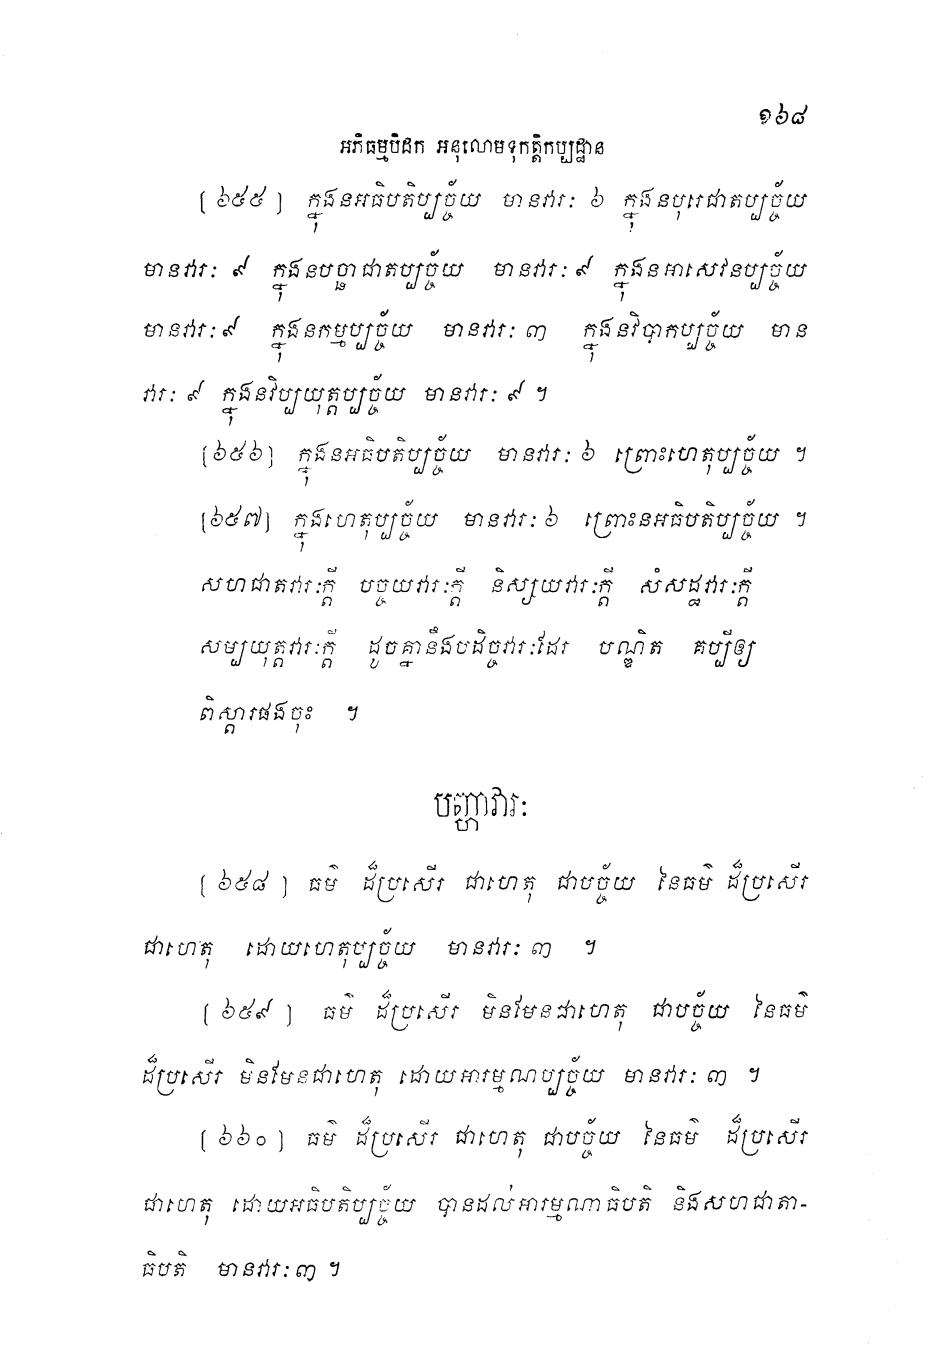 ១៦៨
អភិធម្មបិដក អនុលោមទុកត្តិកប្បដ្ឋាន
[៦៥៥] ក្នុងនអធិបតិប្បច្ច័យ មានវារៈ ៦ ក្នុងនបុរេជាតប្បច្ច័យ
មានវារៈ ៩ ក្នុងនបច្ឆាជាតប្បច្ច័យ មានវារៈ ៩ ក្នុងនអាសេវនប្បច្ច័យ
មានវារៈ ៩ ក្នុងនកម្មប្បច្ច័យ មានវារៈ ៣ ក្នុងនវិបាកប្បច្ច័យ មាន
វារៈ ៩ ក្នុងនវិប្បយុត្តប្បច្ច័យ មានវារៈ ៩ ។
[៦៥៦] ក្នុងនអធិបតិប្បច្ច័យ មានវារៈ ៦ ព្រោះហេតុប្បច្ច័យ ។
[៦៥៧] ក្នុងហេតុប្បច្ច័យ មានវារៈ ៦ ព្រោះនអធិបតិប្បច្ច័យ ។
សហជាតវារៈក្តី បច្ចយវារៈក្តី និស្សយវារៈក្តី សំសដ្ឋវារៈក្តី
សម្បយុត្តវារៈក្តី ដូចគ្នានឹងបដិច្ចវារៈដែរ បណ្ឌិត គប្បីឲ្យ
ពិស្តារផងចុះ ។
បញ្ហាវារៈ
[៦៥៨] ធម៌ ដ៏ប្រសើរ ជាហេតុ ជាបច្ច័យ នៃធម៌ ដ៏ប្រសើរ
ជាហេតុ ដោយហេតុប្បច្ច័យ មានវារៈ ៣ ។
[៦៥៩] ធម៌ ដ៏ប្រសើរ មិនមែនជាហេតុ ជាបច្ច័យ នៃធម៌
ដ៏ប្រសើរ មិនមែនជាហេតុ ដោយអារម្មណប្បច្ច័យ មានវារៈ ៣ ។
[៦៦០] ធម៌ ដ៏ប្រសើរ ជាហេតុ ជាបច្ច័យ នៃធម៌ ដ៏ប្រសើរ
ជាហេតុ ដោយអធិបតិប្បច្ច័យ បានដល់អារម្មណាធិបតិ និងសហជាតា-
ធិបតិ មានវារៈ ៣ ។